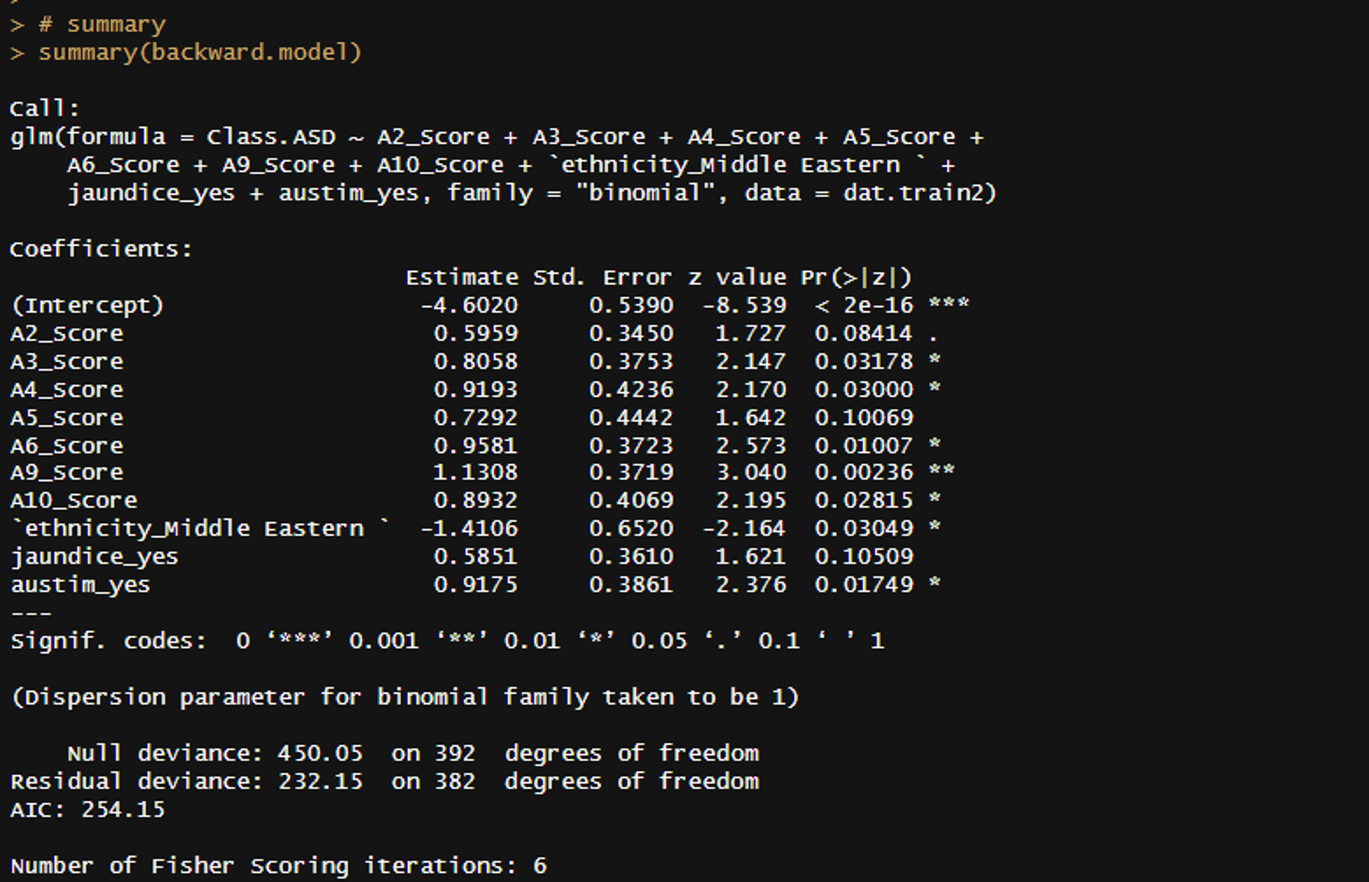 > # summary
> summary(backward.model)
Call:
glm(formula = Class.ASD ~ A2_Score + A3_Score + A4_Score + A5_Score +
    A6_Score + A9_Score + A10_Score + `ethnicity_Middle Eastern ` +
    jaundice_yes + austim_yes, family = "binomial", data = dat.train2)
Coefficients:
                            Estimate Std. Error z value Pr(>|z|)
(Intercept)                  -4.6020     0.5390  -8.539  < 2e-16 ***
A2_Score                      0.5959     0.3450   1.727  0.08414 .
A3_Score                      0.8058     0.3753   2.147  0.03178 *
A4_Score                      0.9193     0.4236   2.170  0.03000 *
A5_Score                      0.7292     0.4442   1.642  0.10069
A6_Score                      0.9581     0.3723   2.573  0.01007 *
A9_Score                      1.1308     0.3719   3.040  0.00236 **
A10_Score                     0.8932     0.4069   2.195  0.02815 *
`ethnicity_Middle Eastern `  -1.4106     0.6520  -2.164  0.03049 *
jaundice_yes                  0.5851     0.3610   1.621  0.10509
austim_yes                    0.9175     0.3861   2.376  0.01749 *
---
Signif. codes:  0 ‘***’ 0.001 ‘**’ 0.01 ‘*’ 0.05 ‘.’ 0.1 ‘ ’ 1
(Dispersion parameter for binomial family taken to be 1)
    Null deviance: 450.05  on 392  degrees of freedom
Residual deviance: 232.15  on 382  degrees of freedom
AIC: 254.15
Number of Fisher Scoring iterations: 6